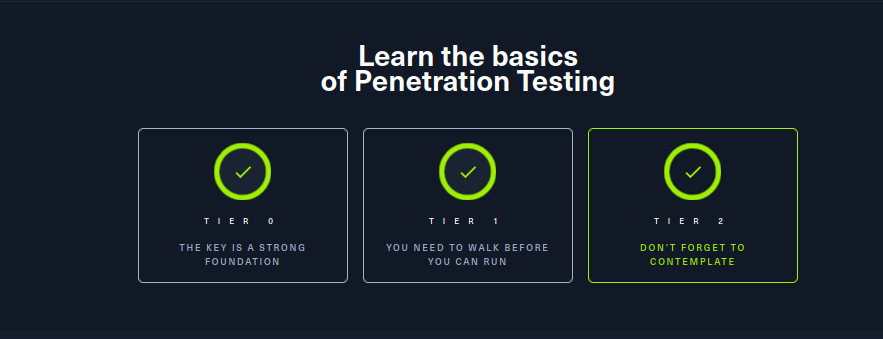 Learn the basics
of Penetration Testing
TIER 0
THE KEY IS A STRONG
FOUNDATION
TIER 1
YOU NEED TO WALK BEFORE
YOU CAN RUN
TIER 2
DON'T FORGET TO
CONTEMPLATE